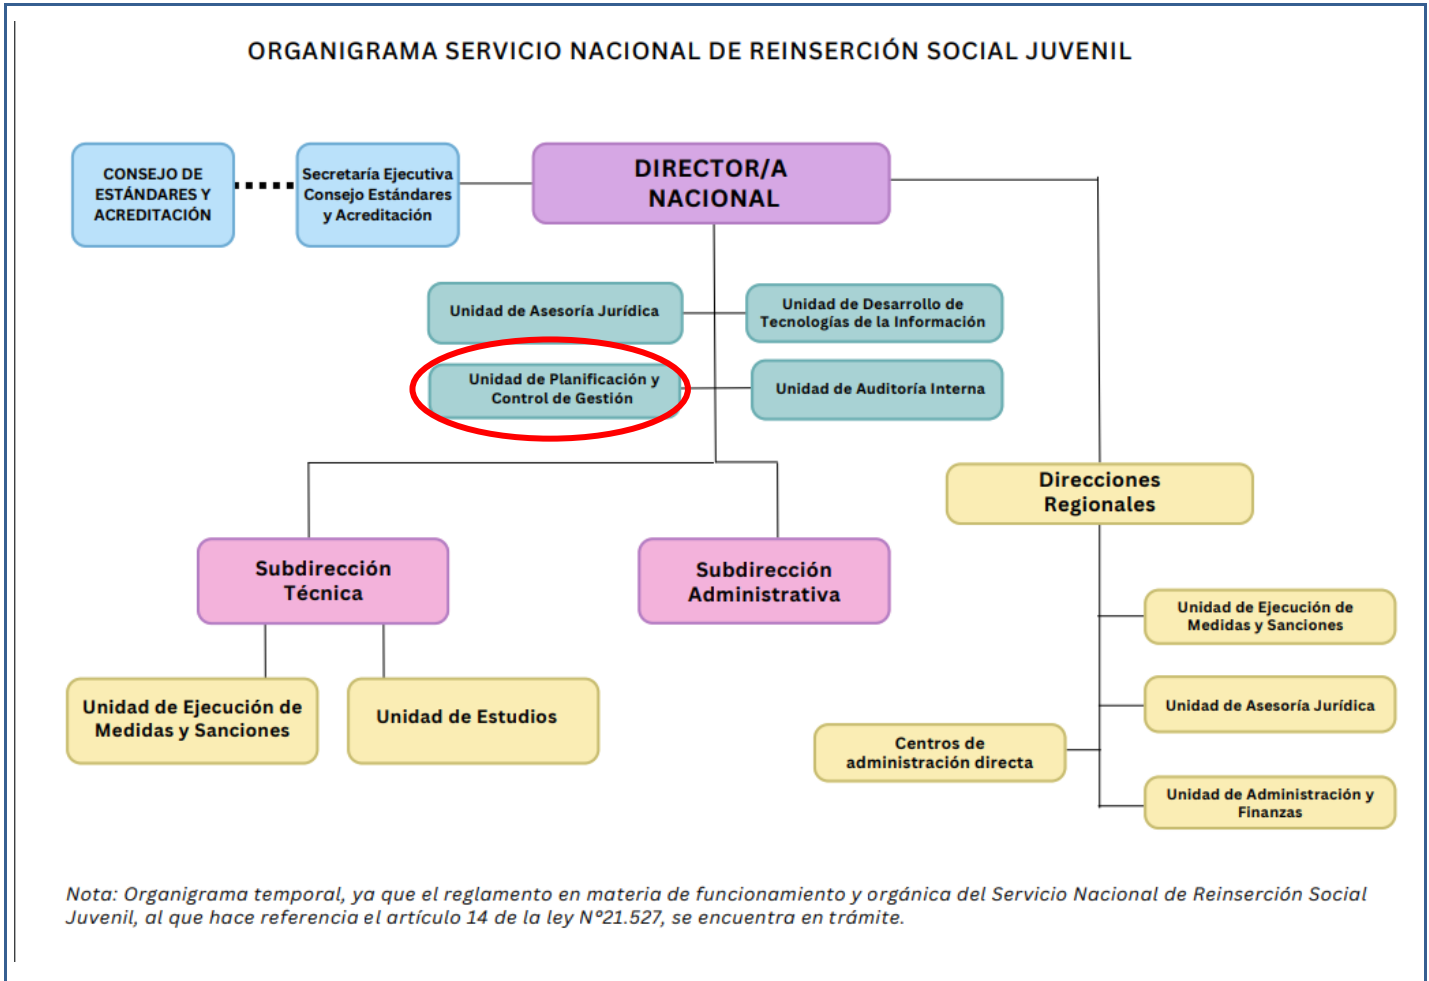 ORGANIGRAMA SERVICIO NACIONAL DE REINSERCIÓN SOCIAL JUVENIL
CONSEJO DE
ESTÁNDARES Y
ACREDITACIÓN
Secretaría Ejecutiva
Consejo Estándares
y Acreditación
DIRECTOR/A
NACIONAL
Unidad de Asesoría Jurídica
Unidad de Desarrollo de
Tecnologías de la Información
Unidad de Planificación y
Control de Gestión
Unidad de Auditoría Interna
Direcciones
Regionales
Subdirección
Técnica
Subdirección
Administrativa
Unidad de Ejecución de
Medidas y Sanciones
Unidad de Estudios
Unidad de Ejecución de
Medidas y Sanciones
Unidad de Asesoría Jurídica
Centros de
administración directa
Unidad de Administración y
Finanzas
Nota: Organigrama temporal, ya que el reglamento en materia de funcionamiento y orgánica del Servicio Nacional de Reinserción Social
Juvenil, al que hace referencia el artículo 14 de la ley N°21.527, se encuentra en trámite.